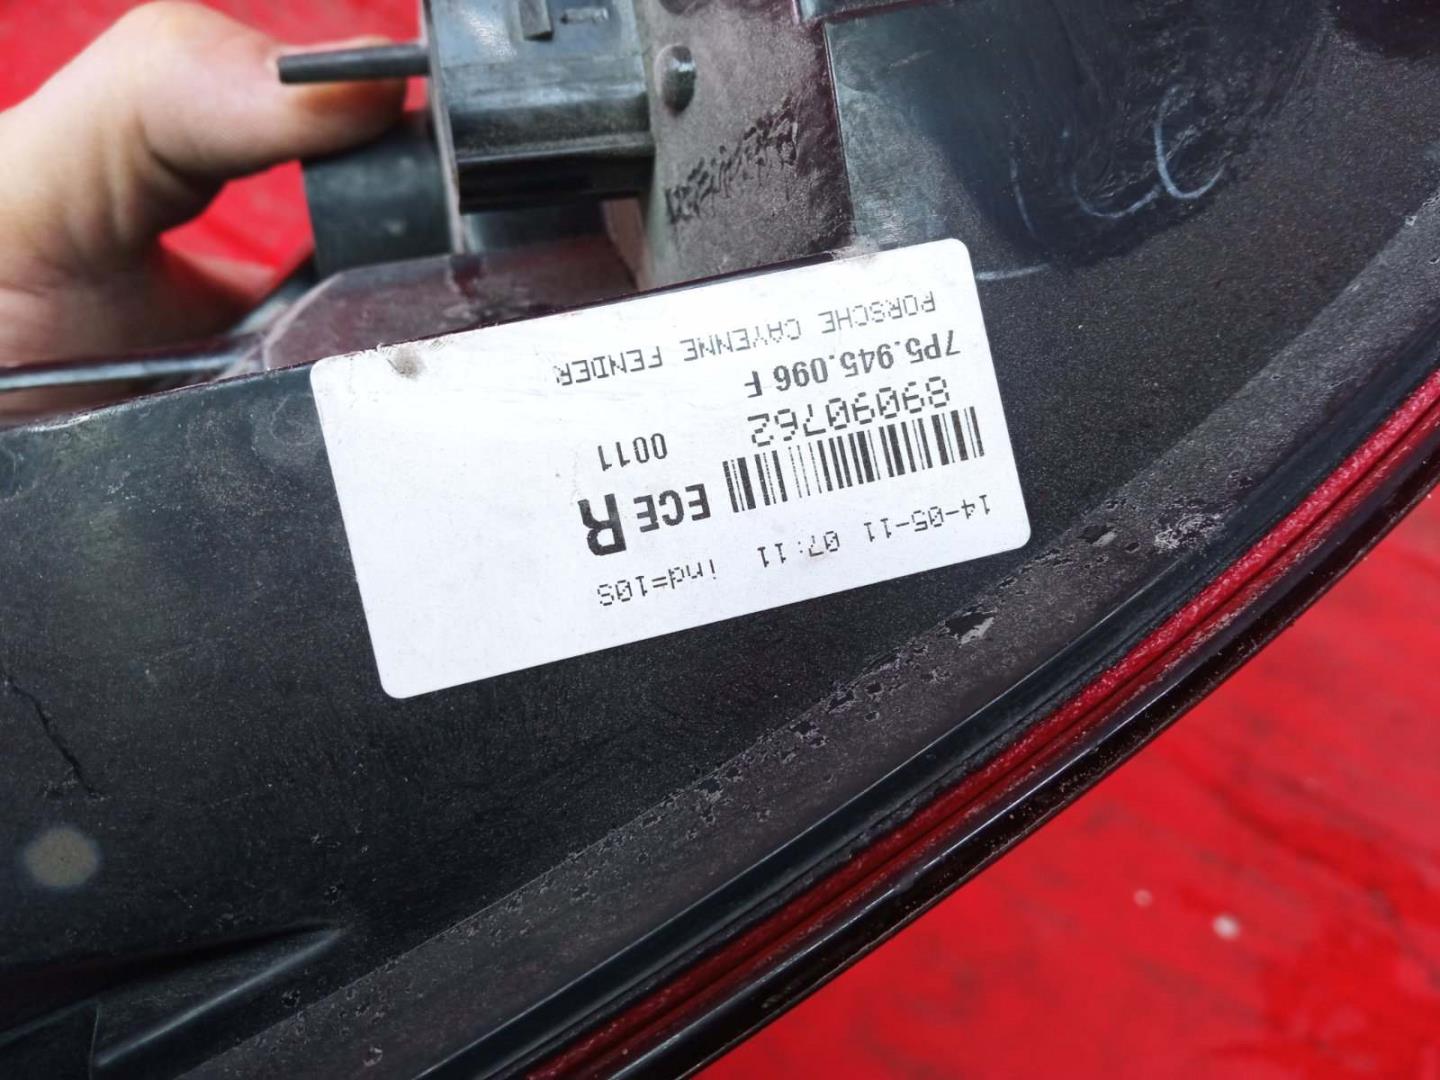 14-05-11 07:11 ind=10S
ECE R
89090762 0011
7P5.945.096 F
PORSCHE CAYENNE FENDER